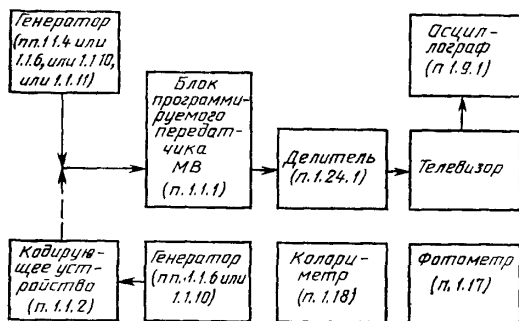 Генератор
(пп.1.1.4 или
1.1.6, или 1.1.10,
или 1.1.11)
Блок
программи-
руемого
передат-
чика
МВ
(п.1.1.1)
Делитель
(п.1.24.1)
Осцил-
лограф
(п 1.9.1)
Телевизор
Кодирую-
щее уст-
ройство
(п.1.1.2)
Генератор
(пп.1.1.6 или
1.1.10)
Колори-
метр
(п.1.18)
Фотометр
(п.1.17)